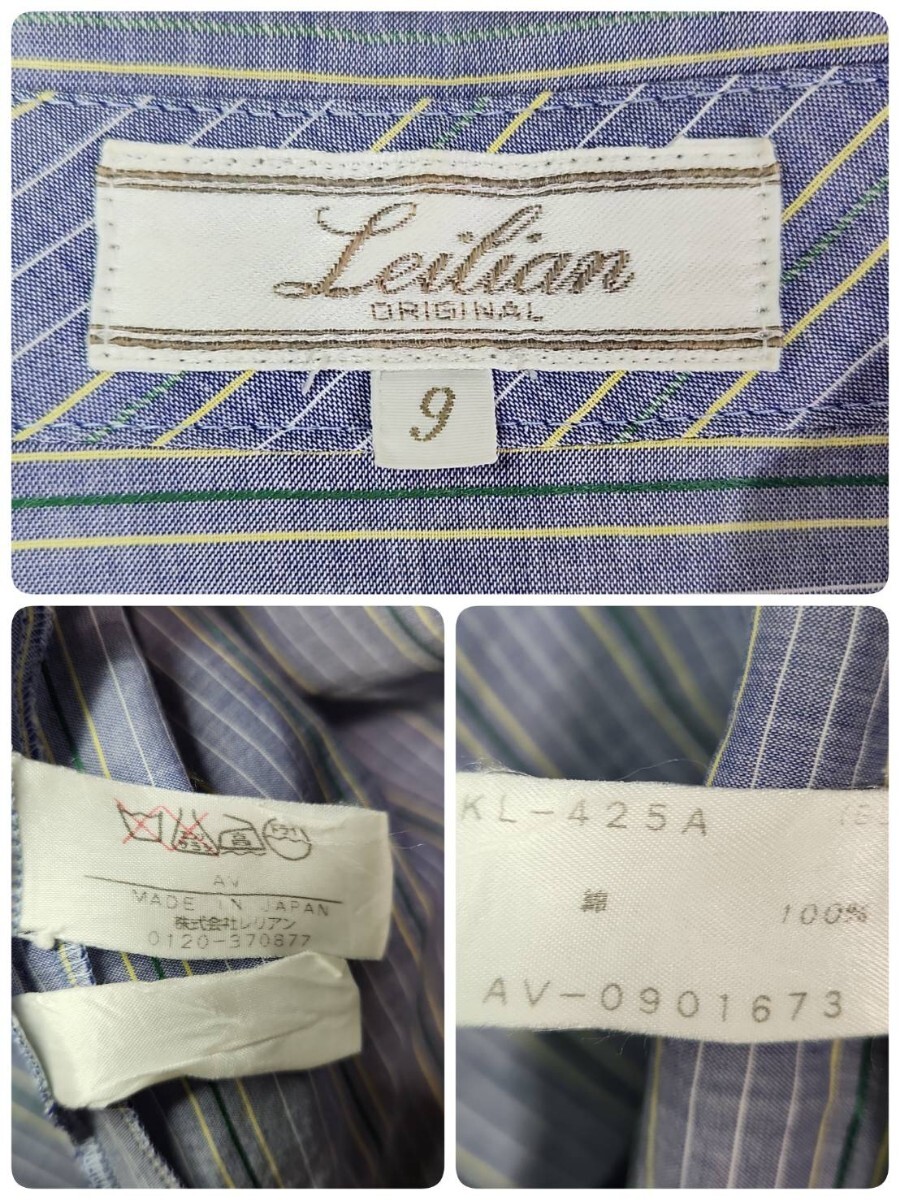 Leilian
ORIGINAL
9
高
ドライ
AV
MADE IN JAPAN
株式会社レリアン
0120-370877
KL-425A
綿 100%
AV-0901673